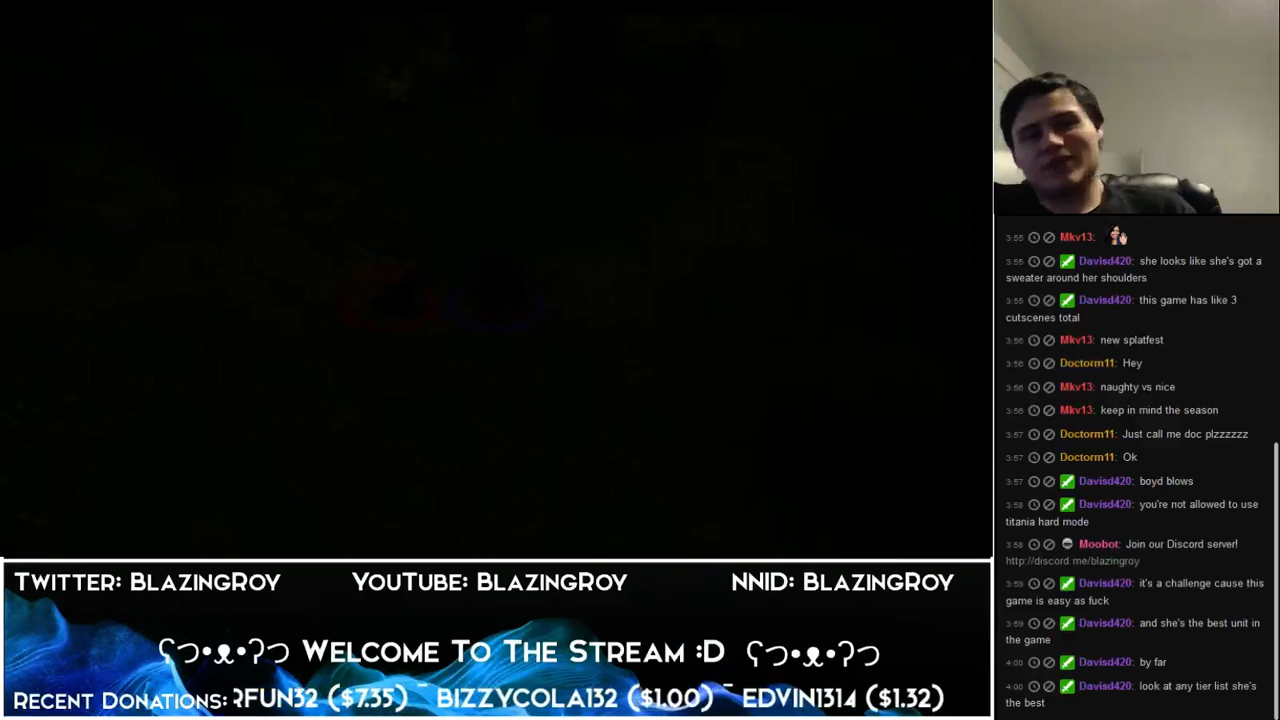 3:55 Mkv13:
3:55 Davisd420: she looks like she's got a
sweater around her shoulders
3:55 Davisd420: this game has like 3
cutscenes total
3:56 Mkv13: new splatfest
3:56 Doctorm11: Hey
3:56 Mkv13: naughty vs nice
3:56 Mkv13: keep in mind the season
3:57 Doctorm11: Just call me doc plzzzzzz
3:57 Doctorm11: Ok
3:57 Davisd420: boyd blows
3:58 Davisd420: you're not allowed to use
titania hard mode
3:58 Moobot: Join our Discord server!
http://discord.me/blazingroy
3:59 Davisd420: it's a challenge cause this
game is easy as fuck
3:59 Davisd420: and she's the best unit in
the game
4:00 Davisd420: by far
4:00 Davisd420: look at any tier list she's
the best
Twitter: BlazingRoy YouTube: BlazingRoy NNID: BlazingRoy
ʕつ•ᴥ•ʔつ Welcome To The Stream :D ʕつ•ᴥ•ʔつ
Recent Donations: RFUN32 ($7.35) - BIZZYCOLA132 ($1.00) - EDVIN1314 ($1.32)